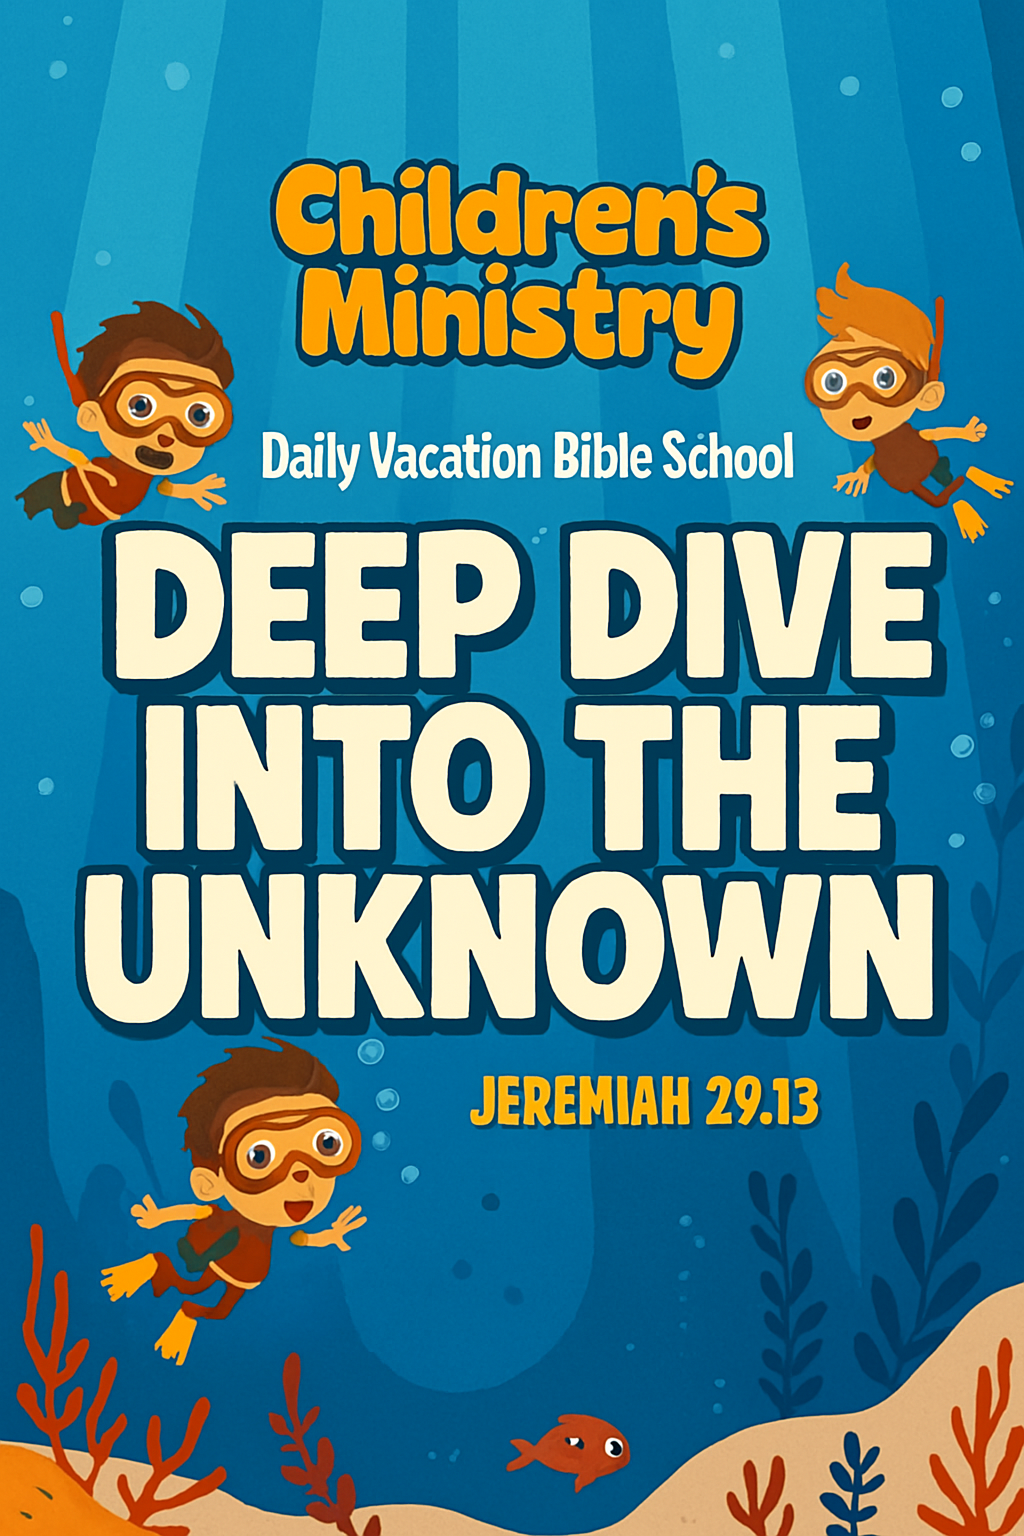 Children's
Ministry
Daily Vacation Bible School
DEEP DIVE
INTO THE
UNKNOWN
JEREMIAH 29.13